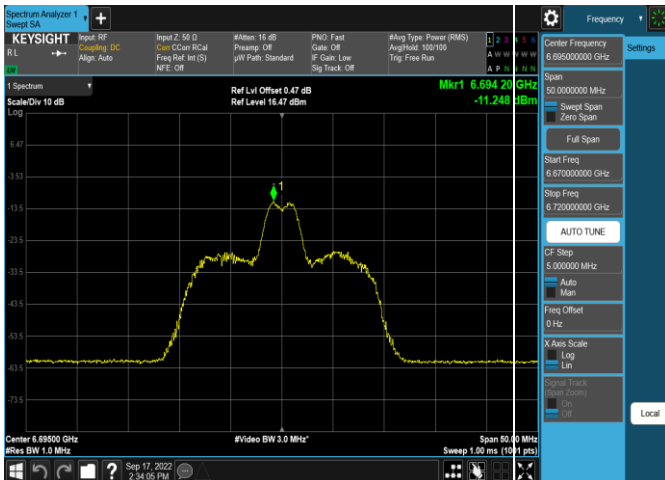 Spectrum Analyzer 1
Swept SA
Frequency
KEYSIGHT
RL
LV
Input: RF
Coupling: DC
Align: Auto
Input Z: 50 Ω
Corr CCorr RCal
Freq Ref: Int (S)
NFE: Off
#Atten: 16 dB
Preamp: Off
µW Path: Standard
PNO: Fast
Gate: Off
IF Gain: Low
Sig Track: Off
#Avg Type: Power (RMS)
Avg|Hold: 100/100
Trig: Free Run
1 2 3 4 5 6
A W W W W W
A P N N N N
1 Spectrum
Scale/Div 10 dB
Log
Ref Lvl Offset 0.47 dB
Ref Level 16.47 dBm
Mkr1 6.694 20 GHz
-11.248 dBm
6.47
-3.53
-13.5
-23.5
-33.5
-43.5
-53.5
-63.5
-73.5
1
Center 6.69500 GHz
#Res BW 1.0 MHz
#Video BW 3.0 MHz*
Span 50.00 MHz
Sweep 1.00 ms (1001 pts)
Sep 17, 2022
2:34:05 PM
Center Frequency
6.695000000 GHz
Span
50.0000000 MHz
Swept Span
Zero Span
Full Span
Start Freq
6.670000000 GHz
Stop Freq
6.720000000 GHz
AUTO TUNE
CF Step
5.000000 MHz
Auto
Man
Freq Offset
0 Hz
X Axis Scale
Log
Lin
Signal Track
(Span Zoom)
On
Off
Settings
Local